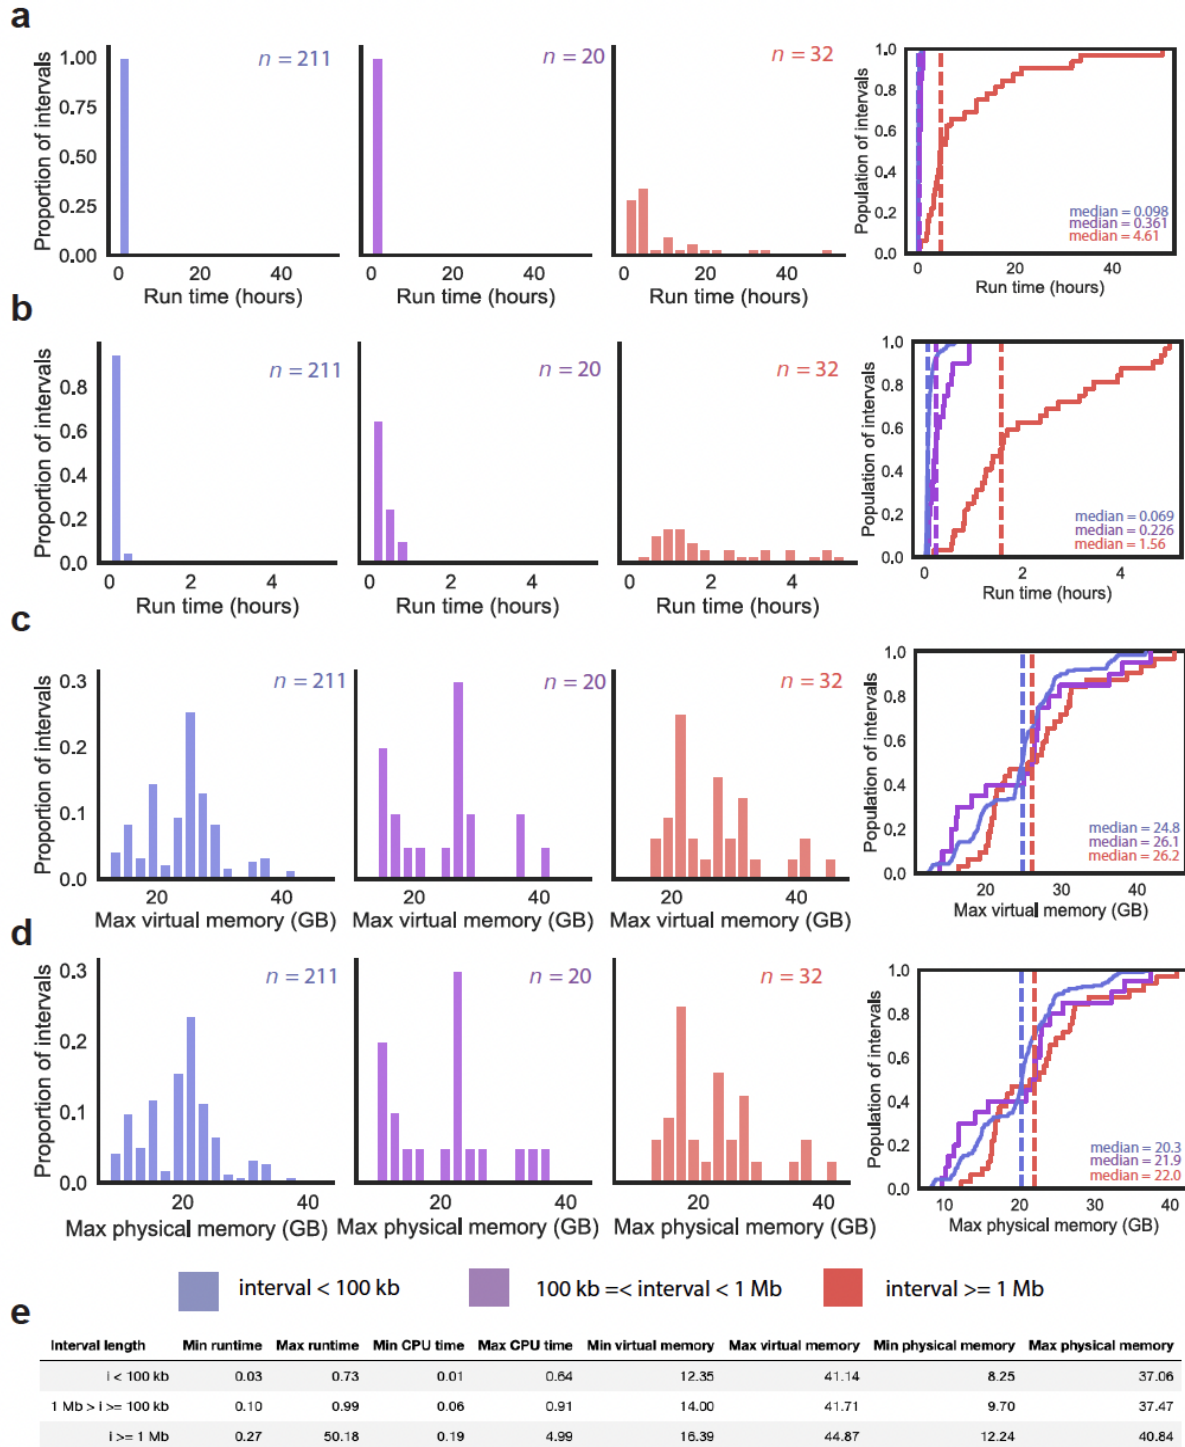 a
n = 211
n = 20
n = 32
Proportion of intervals
1.00
0.75
0.50
0.25
0.00
0 20 40
Run time (hours)
0 20 40
Run time (hours)
0 20 40
Run time (hours)
Population of intervals
1.0
0.8
0.6
0.4
0.2
0.0
median = 0.098
median = 0.361
median = 4.61
0 20 40
Run time (hours)
b
n = 211
n = 20
n = 32
Proportion of intervals
0.8
0.6
0.4
0.2
0.0
0 2 4
Run time (hours)
0 2 4
Run time (hours)
0 2 4
Run time (hours)
Population of intervals
1.0
0.8
0.6
0.4
0.2
0.0
median = 0.069
median = 0.226
median = 1.56
0 2 4
Run time (hours)
c
n = 211
n = 20
n = 32
Proportion of intervals
0.3
0.2
0.1
0.0
20 40
Max virtual memory (GB)
20 40
Max virtual memory (GB)
20 40
Max virtual memory (GB)
Population of intervals
1.0
0.8
0.6
0.4
0.2
0.0
median = 24.8
median = 26.1
median = 26.2
20 30 40
Max virtual memory (GB)
d
n = 211
n = 20
n = 32
Proportion of intervals
0.3
0.2
0.1
0.0
20 40
Max physical memory (GB)
20 40
Max physical memory (GB)
20 40
Max physical memory (GB)
Population of intervals
1.0
0.8
0.6
0.4
0.2
0.0
median = 20.3
median = 21.9
median = 22.0
10 20 30 40
Max physical memory (GB)
interval < 100 kb
100 kb =< interval < 1 Mb
interval >= 1 Mb
e
Interval length Min runtime Max runtime Min CPU time Max CPU time Min virtual memory Max virtual memory Min physical memory Max physical memory
i < 100 kb 0.03 0.73 0.01 0.64 12.35 41.14 8.25 37.06
1 Mb > i >= 100 kb 0.10 0.99 0.06 0.91 14.00 41.71 9.70 37.47
i >= 1 Mb 0.27 50.18 0.19 4.99 16.39 44.87 12.24 40.84